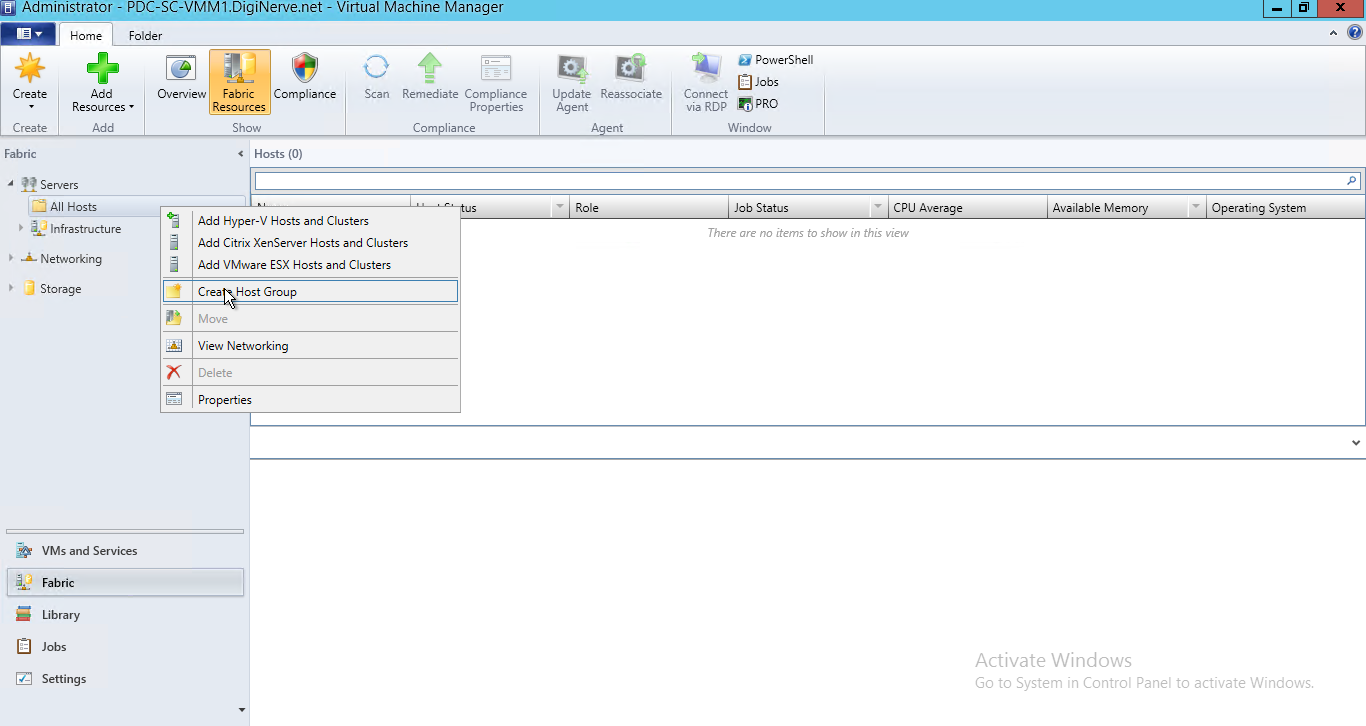 Administrator - PDC-SC-VMM1.DigiNerve.net - Virtual Machine Manager
Home
Folder
Create
Add Resources
Overview
Fabric Resources
Compliance
Scan
Remediate
Compliance Properties
Update Agent
Reassociate
Connect via RDP
PowerShell
Jobs
PRO
Create
Add
Show
Compliance
Agent
Window
Fabric
Hosts (0)
Servers
All Hosts
Infrastructure
Networking
Storage
Role
Job Status
CPU Average
Available Memory
Operating System
There are no items to show in this view
Add Hyper-V Hosts and Clusters
Add Citrix XenServer Hosts and Clusters
Add VMware ESX Hosts and Clusters
Create Host Group
Move
View Networking
Delete
Properties
VMs and Services
Fabric
Library
Jobs
Settings
Activate Windows
Go to System in Control Panel to activate Windows.